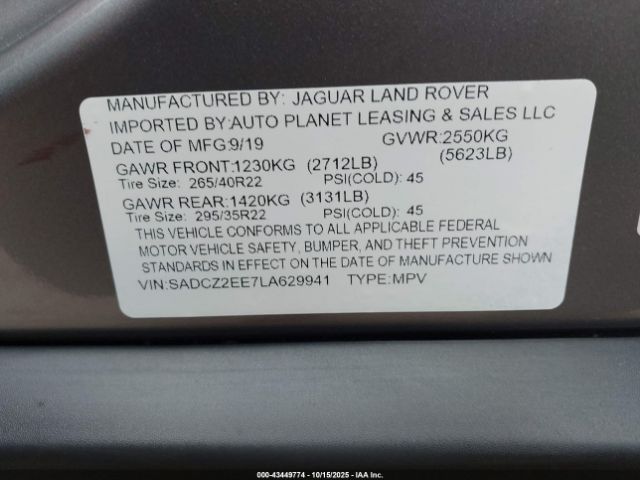 MANUFACTURED BY: JAGUAR LAND ROVER
IMPORTED BY:AUTO PLANET LEASING & SALES LLC
DATE OF MFG:9/19 GVWR:2550KG
(5623LB)
GAWR FRONT:1230KG (2712LB)
Tire Size: 265/40R22 PSI(COLD): 45
GAWR REAR:1420KG (3131LB)
Tire Size: 295/35R22 PSI(COLD): 45
THIS VEHICLE CONFORMS TO ALL APPLICABLE FEDERAL
MOTOR VEHICLE SAFETY, BUMPER, AND THEFT PREVENTION
STANDARDS IN EFFECT ON THE DATE OF MANUFACTURE SHOWN
VIN:SADCZ2EE7LA629941 TYPE:MPV
000-43449774 - 10/15/2025 - IAA Inc.